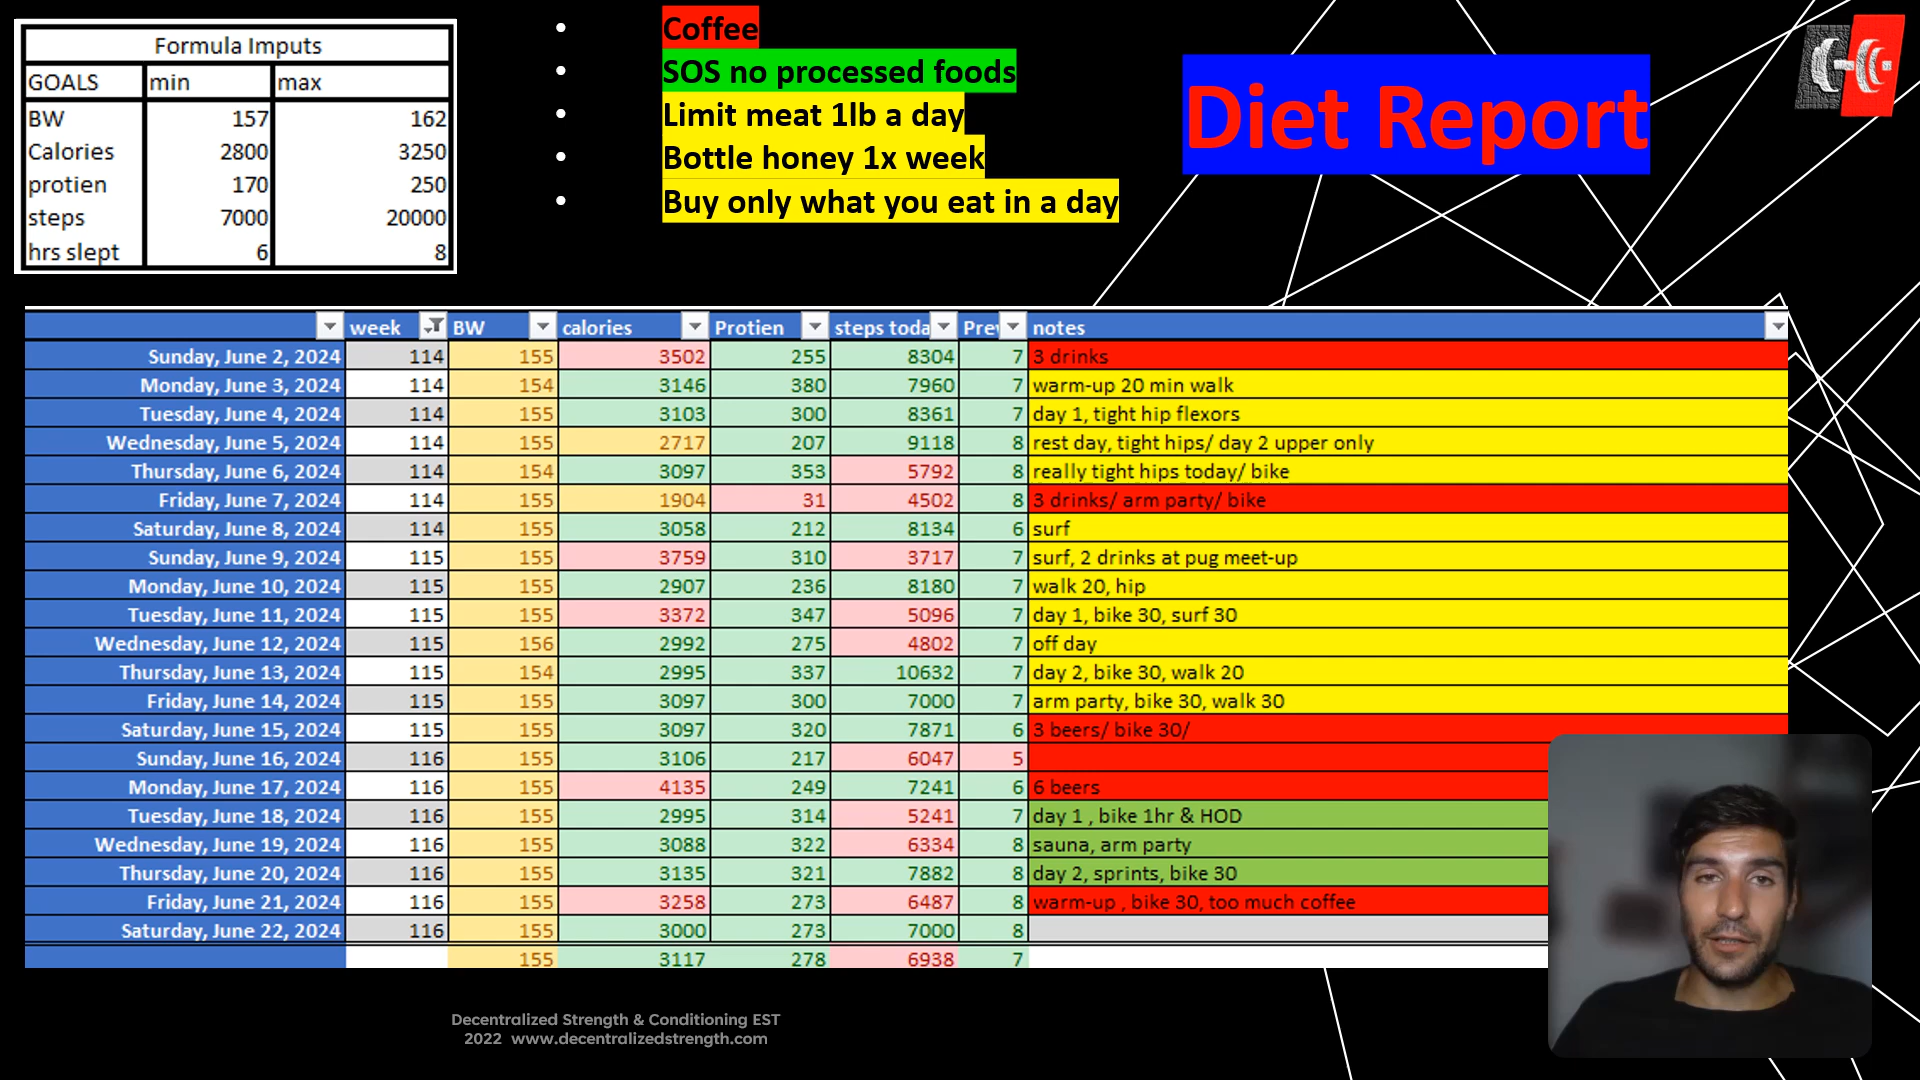 Formula Imputs
GOALS min max
BW 157 162
Calories 2800 3250
protien 170 250
steps 7000 20000
hrs slept 6 8
• Coffee
• SOS no processed foods
• Limit meat 1lb a day
• Bottle honey 1x week
• Buy only what you eat in a day
Diet Report
week BW calories Protien steps toda Prev notes
Sunday, June 2, 2024 114 155 3502 255 8304 7 3 drinks
Monday, June 3, 2024 114 154 3146 380 7960 7 warm-up 20 min walk
Tuesday, June 4, 2024 114 155 3103 300 8361 7 day 1, tight hip flexors
Wednesday, June 5, 2024 114 155 2717 207 9118 8 rest day, tight hips/ day 2 upper only
Thursday, June 6, 2024 114 154 3097 353 5792 8 really tight hips today/ bike
Friday, June 7, 2024 114 155 1904 31 4502 8 3 drinks/ arm party/ bike
Saturday, June 8, 2024 114 155 3058 212 8134 6 surf
Sunday, June 9, 2024 115 155 3759 310 3717 7 surf, 2 drinks at pug meet-up
Monday, June 10, 2024 115 155 2907 236 8180 7 walk 20, hip
Tuesday, June 11, 2024 115 155 3372 347 5096 7 day 1, bike 30, surf 30
Wednesday, June 12, 2024 115 156 2992 275 4802 7 off day
Thursday, June 13, 2024 115 154 2995 337 10632 7 day 2, bike 30, walk 20
Friday, June 14, 2024 115 155 3097 300 7000 7 arm party, bike 30, walk 30
Saturday, June 15, 2024 115 155 3097 320 7871 6 3 beers/ bike 30/
Sunday, June 16, 2024 116 155 3106 217 6047 5
Monday, June 17, 2024 116 155 4135 249 7241 6 6 beers
Tuesday, June 18, 2024 116 155 2995 314 5241 7 day 1 , bike 1hr & HOD
Wednesday, June 19, 2024 116 155 3088 322 6334 8 sauna, arm party
Thursday, June 20, 2024 116 155 3135 321 7882 8 day 2, sprints, bike 30
Friday, June 21, 2024 116 155 3258 273 6487 8 warm-up , bike 30, too much coffee
Saturday, June 22, 2024 116 155 3000 273 7000 8
155 3117 278 6938 7
Decentralized Strength & Conditioning EST
2022 www.decentralizedstrength.com